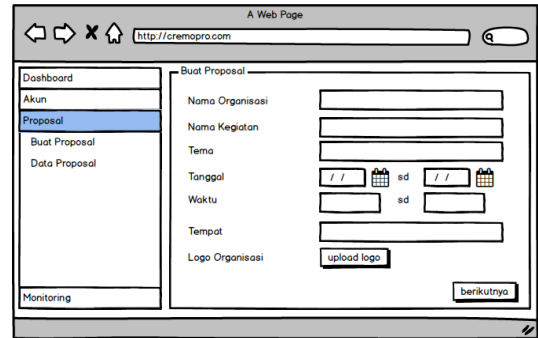 A Web Page
http://cremopro.com
Dashboard
Akun
Proposal
Buat Proposal
Data Proposal
Monitoring
Buat Proposal
Nama Organisasi
Nama Kegiatan
Tema
Tanggal / / sd / /
Waktu sd
Tempat
Logo Organisasi upload logo
berikutnya